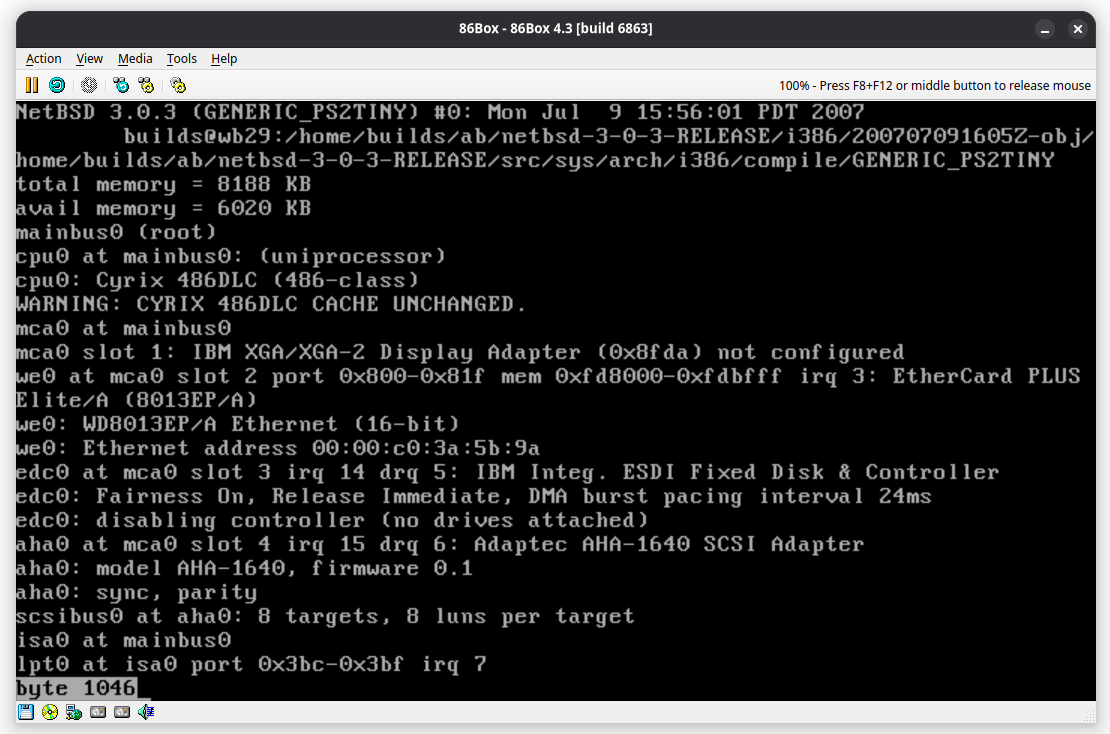 86Box - 86Box 4.3 [build 6863]
Action View Media Tools Help
100% - Press F8+F12 or middle button to release mouse
NetBSD 3.0.3 (GENERIC_PS2TINY) #0: Mon Jul  9 15:56:01 PDT 2007
        builds@wb29:/home/builds/ab/netbsd-3-0-3-RELEASE/i386/200707091605Z-obj/
home/builds/ab/netbsd-3-0-3-RELEASE/src/sys/arch/i386/compile/GENERIC_PS2TINY
total memory = 8188 KB
avail memory = 6020 KB
mainbus0 (root)
cpu0 at mainbus0: (uniprocessor)
cpu0: Cyrix 486DLC (486-class)
WARNING: CYRIX 486DLC CACHE UNCHANGED.
mca0 at mainbus0
mca0 slot 1: IBM XGA/XGA-2 Display Adapter (0x8fda) not configured
we0 at mca0 slot 2 port 0x800-0x81f mem 0xfd8000-0xfdbfff irq 3: EtherCard PLUS
Elite/A (8013EP/A)
we0: WD8013EP/A Ethernet (16-bit)
we0: Ethernet address 00:00:c0:3a:5b:9a
edc0 at mca0 slot 3 irq 14 drq 5: IBM Integ. ESDI Fixed Disk & Controller
edc0: Fairness On, Release Immediate, DMA burst pacing interval 24ms
edc0: disabling controller (no drives attached)
aha0 at mca0 slot 4 irq 15 drq 6: Adaptec AHA-1640 SCSI Adapter
aha0: model AHA-1640, firmware 0.1
aha0: sync, parity
scsibus0 at aha0: 8 targets, 8 luns per target
isa0 at mainbus0
lpt0 at isa0 port 0x3bc-0x3bf irq 7
byte 1046